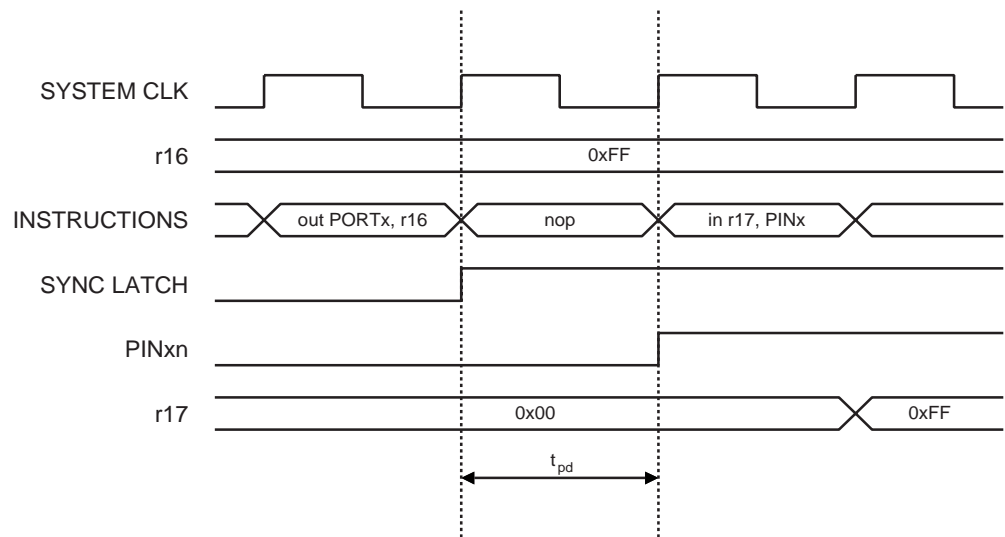 SYSTEM CLK
r16
0xFF
INSTRUCTIONS
out PORTx, r16
nop
in r17, PINx
SYNC LATCH
PINxn
r17
0x00
0xFF
tpd